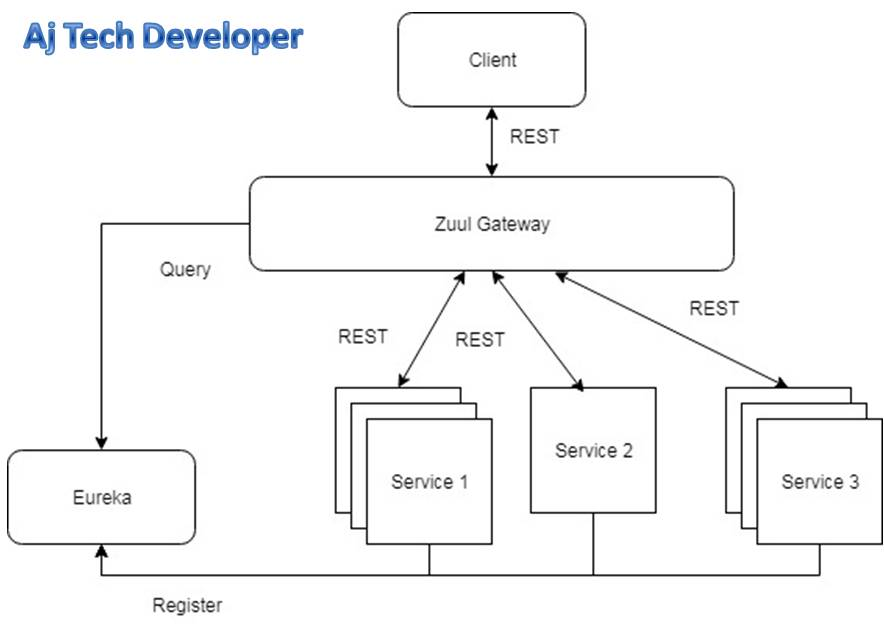 Aj Tech Developer
Client
REST
Zuul Gateway
Query
REST
REST
REST
Service 1
Service 2
Service 3
Eureka
Register